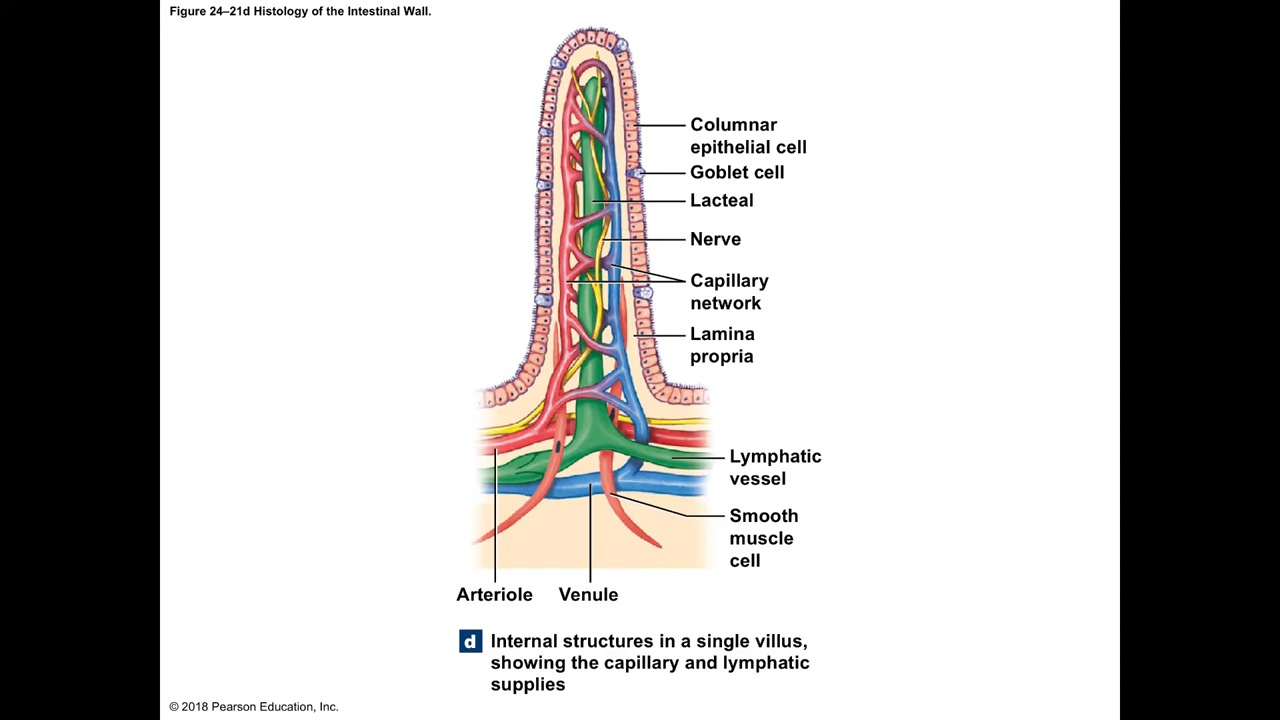 Figure 24–21d Histology of the Intestinal Wall.
Columnar
epithelial cell
Goblet cell
Lacteal
Nerve
Capillary
network
Lamina
propria
Lymphatic
vessel
Smooth
muscle
cell
Arteriole
Venule
d Internal structures in a single villus,
showing the capillary and lymphatic
supplies
© 2018 Pearson Education, Inc.